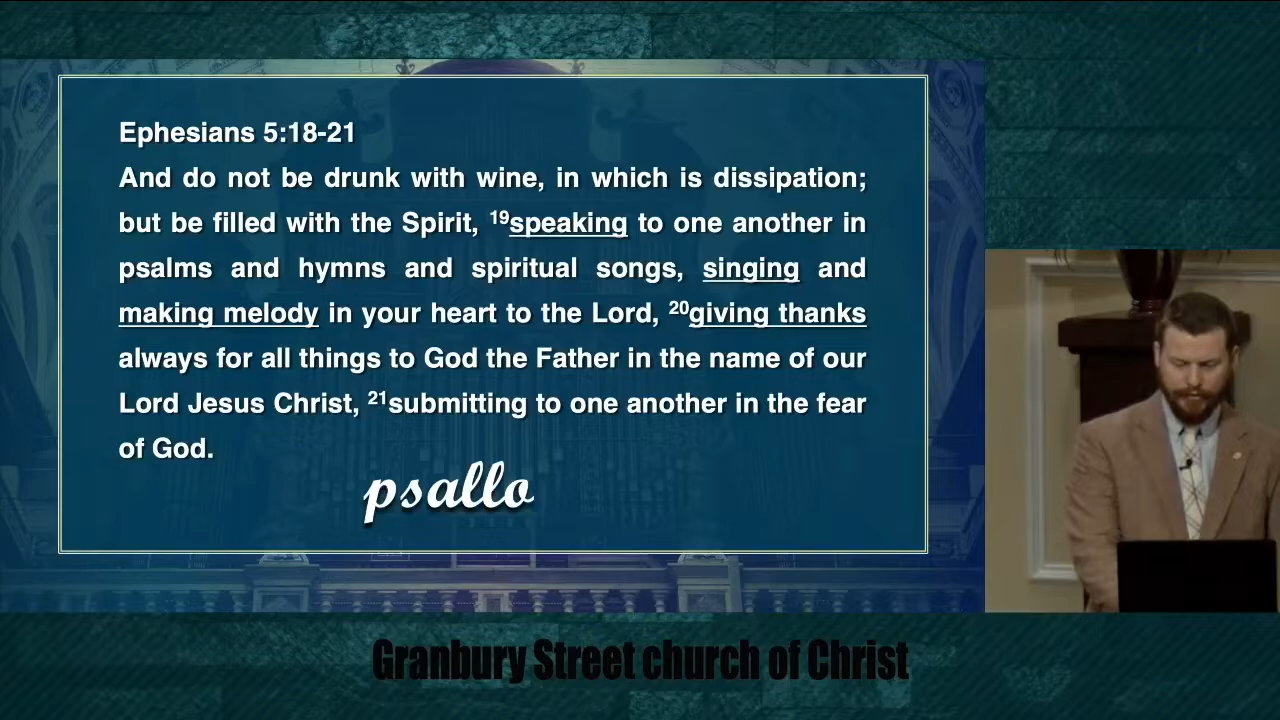 Ephesians 5:18-21
And do not be drunk with wine, in which is dissipation;
but be filled with the Spirit, 19speaking to one another in
psalms and hymns and spiritual songs, singing and
making melody in your heart to the Lord, 20giving thanks
always for all things to God the Father in the name of our
Lord Jesus Christ, 21submitting to one another in the fear
of God.
psallo
Granbury Street church of Christ